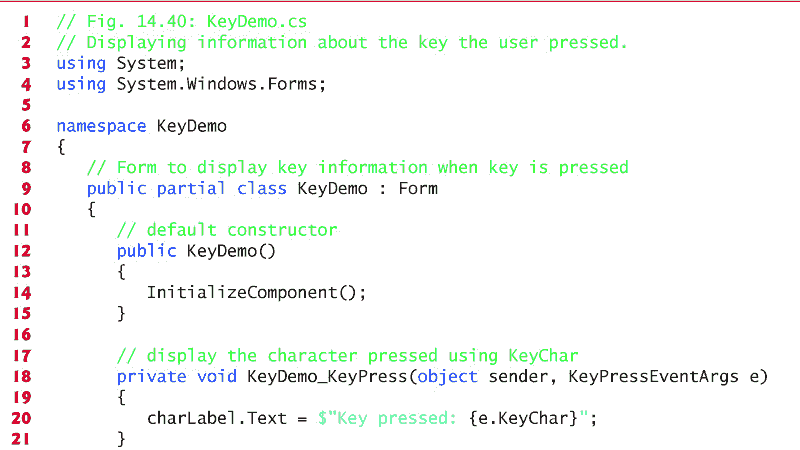 1 // Fig. 14.40: KeyDemo.cs
2 // Displaying information about the key the user pressed.
3 using System;
4 using System.Windows.Forms;
5
6 namespace KeyDemo
7 {
8 // Form to display key information when key is pressed
9 public partial class KeyDemo : Form
10 {
11 // default constructor
12 public KeyDemo()
13 {
14 InitializeComponent();
15 }
16
17 // display the character pressed using KeyChar
18 private void KeyDemo_KeyPress(object sender, KeyPressEventArgs e)
19 {
20 charLabel.Text = $"Key pressed: {e.KeyChar}";
21 }